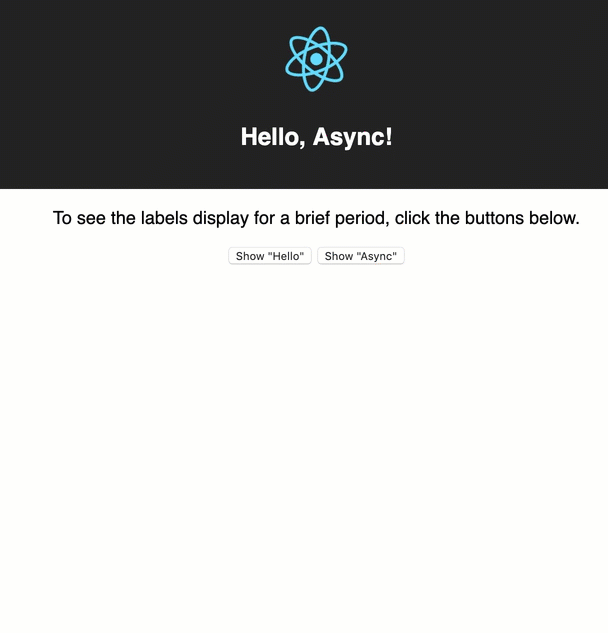 Hello, Async!
To see the labels display for a brief period, click the buttons below.
Show "Hello" Show "Async"